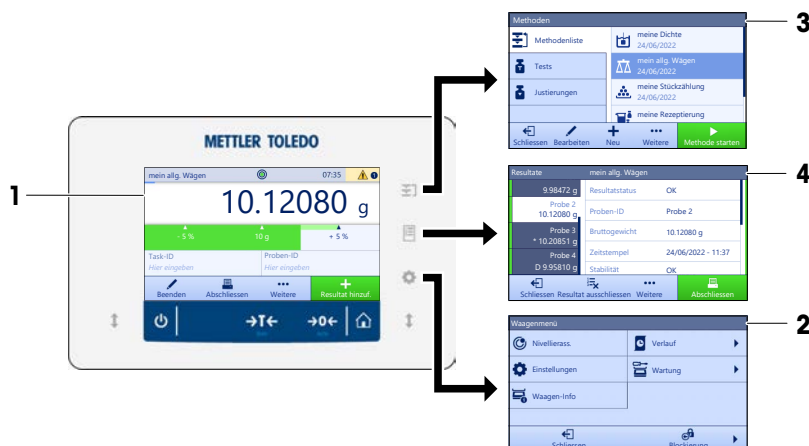 METTLER TOLEDO
1
mein allg. Wägen 07:35
10.12080 g
- 5 % 10 g + 5 %
Task-ID Proben-ID
Hier eingeben Hier eingeben
Beenden Abschliessen Weitere Resultat hinzuf.
→T← →0←
3
Methoden
Methodenliste
Tests
Justierungen
meine Dichte
24/06/2022
mein allg. Wägen
24/06/2022
meine Stückzählung
24/06/2022
meine Rezeptierung
Schliessen Bearbeiten Neu Weitere Methode starten
4
Resultate mein allg. Wägen
9.98472 g
Probe 2
10.12080 g
Probe 3
* 10.20851 g
Probe 4
D 9.95810 g
Resultatstatus OK
Proben-ID Probe 2
Bruttogewicht 10.12080 g
Zeitstempel 24/06/2022 - 11:37
Stabilität OK
Schliessen Resultat ausschliessen Weitere Abschliessen
2
Waagenmenü
Nivellierass. Verlauf
Einstellungen Wartung
Waagen-Info
Schliessen Blockierung